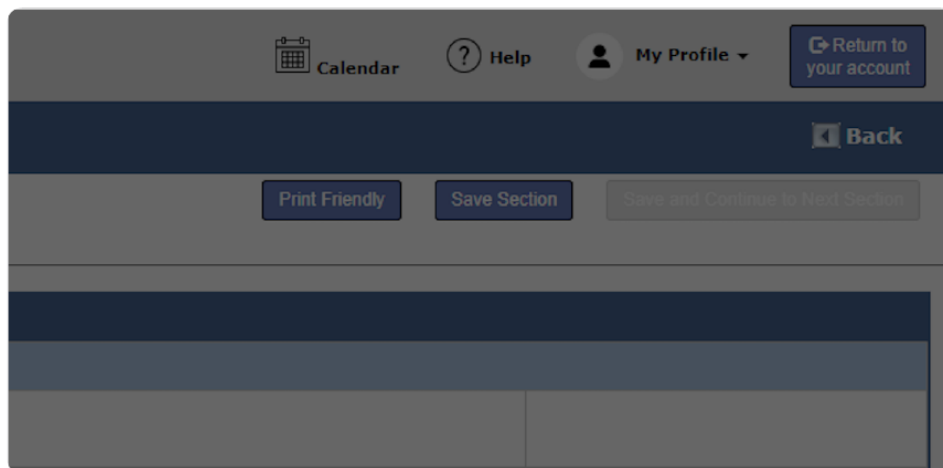 Calendar
Help
My Profile
Return to
your account
Back
Print Friendly
Save Section
Save and Continue to Next Section